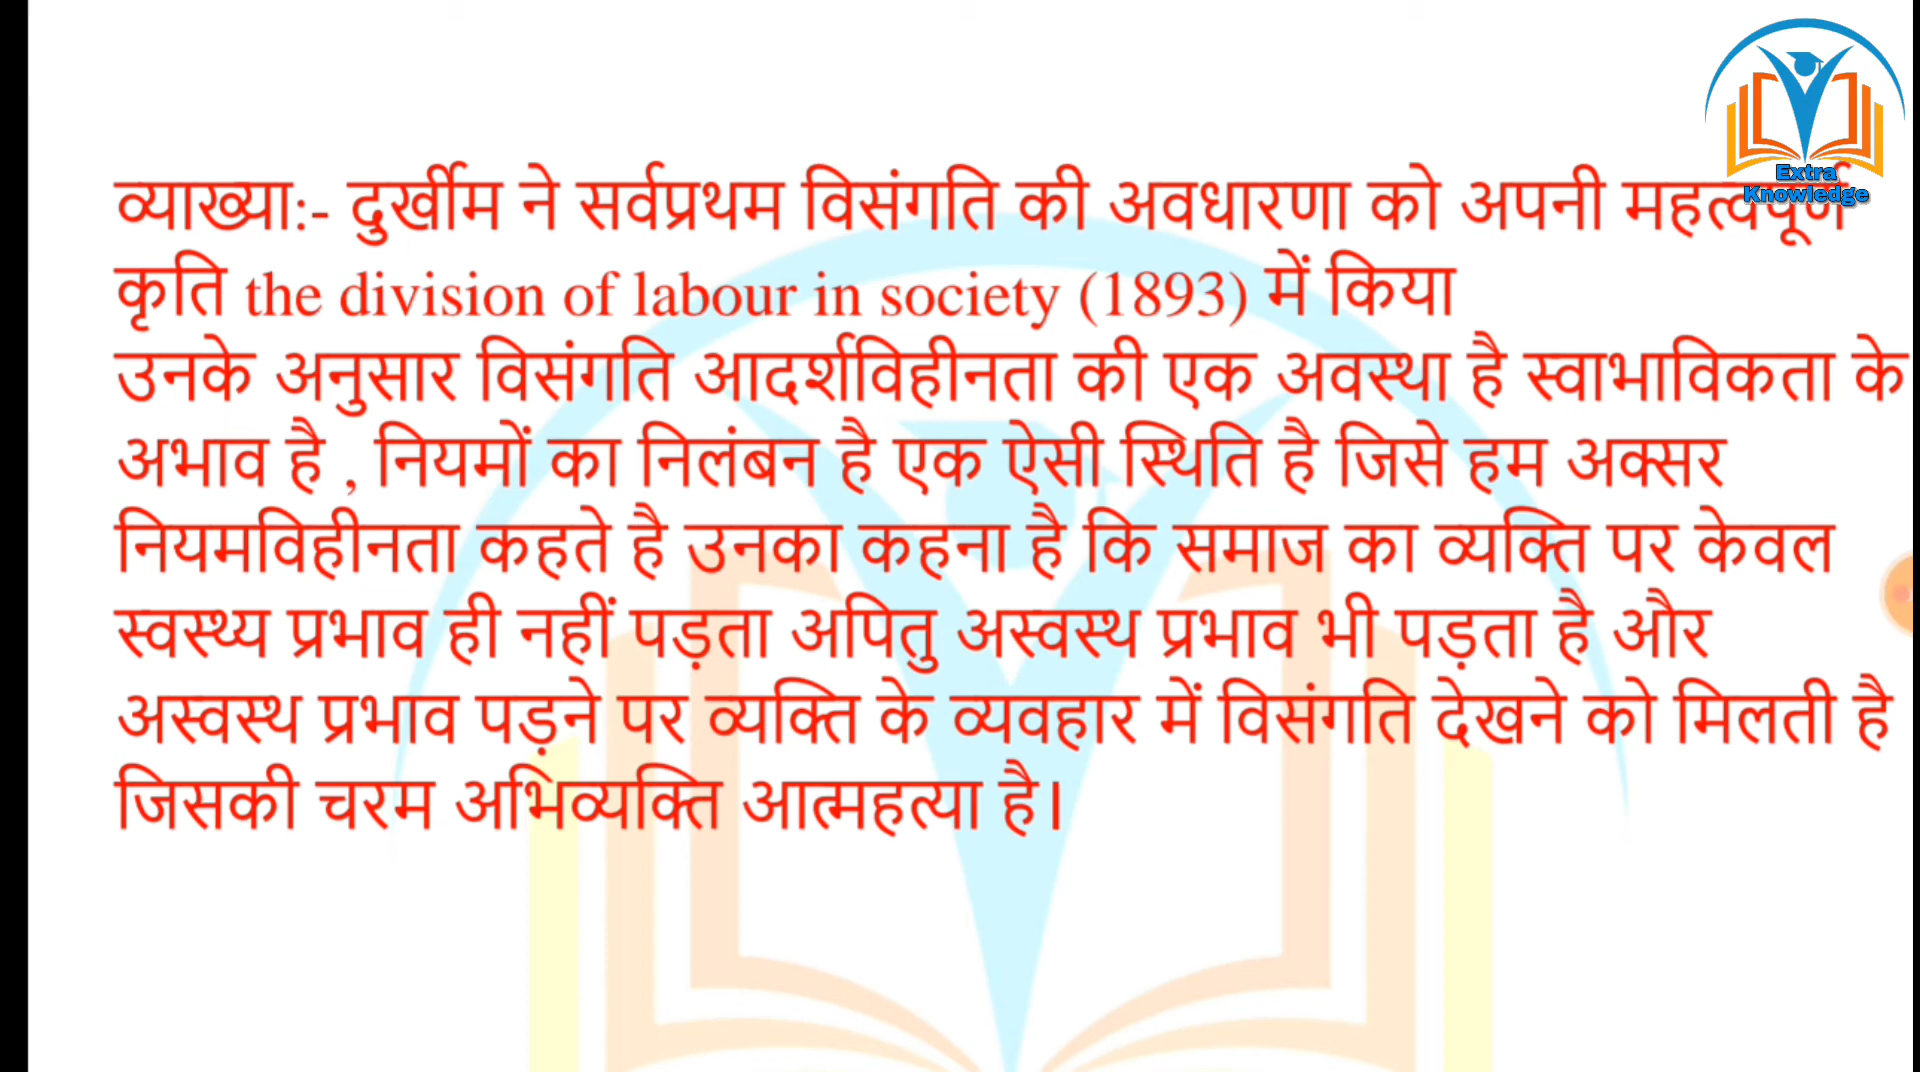 Extra
Knowledge
व्याख्या:- दुर्खीम ने सर्वप्रथम विसंगति की अवधारणा को अपनी महत्वपूर्ण
कृति the division of labour in society (1893) में किया
उनके अनुसार विसंगति आदर्शविहीनता की एक अवस्था है स्वाभाविकता के
अभाव है , नियमों का निलंबन है एक ऐसी स्थिति है जिसे हम अक्सर
नियमविहीनता कहते है उनका कहना है कि समाज का व्यक्ति पर केवल
स्वस्थ्य प्रभाव ही नहीं पड़ता अपितु अस्वस्थ प्रभाव भी पड़ता है और
अस्वस्थ प्रभाव पड़ने पर व्यक्ति के व्यवहार में विसंगति देखने को मिलती है
जिसकी चरम अभिव्यक्ति आत्महत्या है।